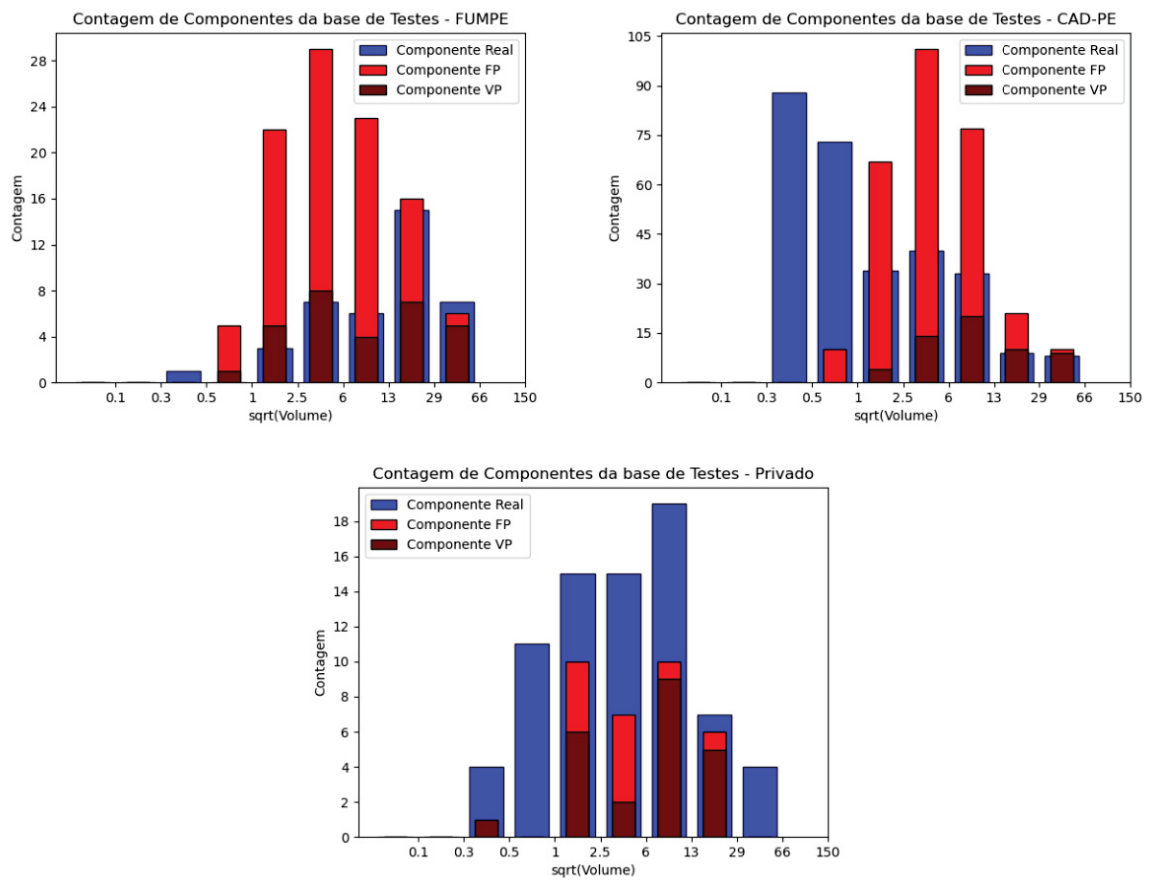 Contagem de Componentes da base de Testes - FUMPE
Componente Real
Componente FP
Componente VP
Contagem
28
24
20
16
12
8
4
0
0.1 0.3 0.5 1 2.5 6 13 29 66 150
sqrt(Volume)
Contagem de Componentes da base de Testes - CAD-PE
Componente Real
Componente FP
Componente VP
Contagem
105
90
75
60
45
30
15
0
0.1 0.3 0.5 1 2.5 6 13 29 66 150
sqrt(Volume)
Contagem de Componentes da base de Testes - Privado
Componente Real
Componente FP
Componente VP
Contagem
18
16
14
12
10
8
6
4
2
0
0.1 0.3 0.5 1 2.5 6 13 29 66 150
sqrt(Volume)